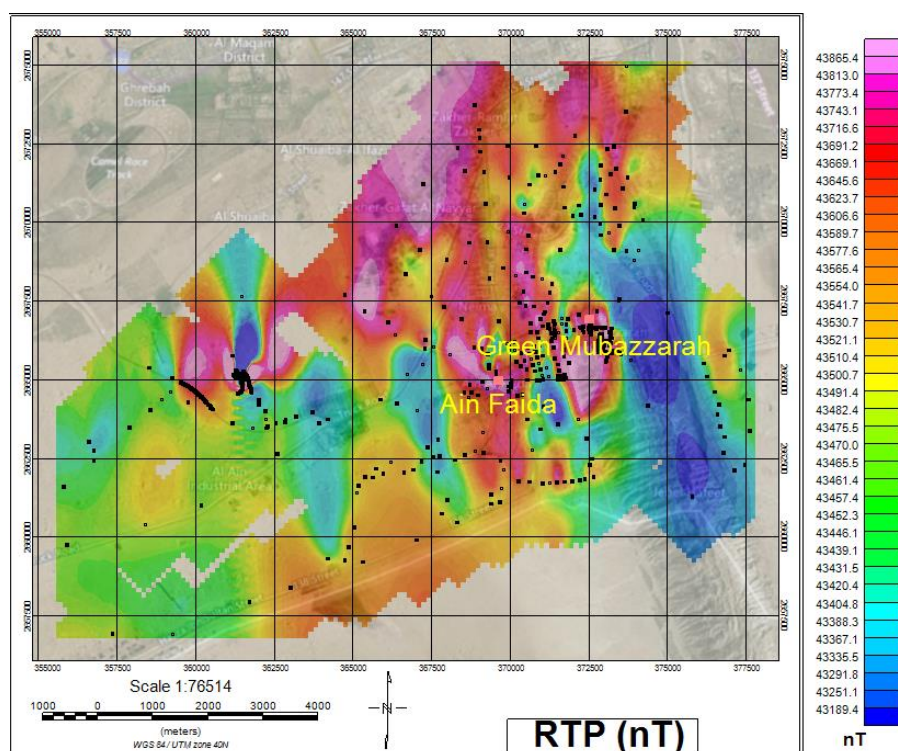 355000 357500 360000 362500 365000 367500 370000 372500 375000 377500
43865.4
43813.0
43773.4
43743.1
43716.6
43691.2
43669.1
43645.6
43623.7
43606.6
43589.7
43577.6
43565.4
43554.0
43541.7
43530.7
43521.1
43510.4
43500.7
43491.4
43482.4
43475.5
43470.0
43465.5
43461.4
43457.4
43452.3
43446.1
43439.1
43431.5
43420.4
43404.8
43388.3
43367.1
43335.5
43291.8
43251.1
43189.4
nT
Al Maqam
District
Ghrebah
District
Camel Race
Track
Al Shuaiba
137 Street
Green Mubazzarah
Ain Faida
Al Ain
Industrial Area
355000 357500 360000 362500 365000 367500 370000 372500 375000 377500
Scale 1:76514
1000 0 1000 2000 3000 4000
(meters)
WGS 84 / UTM zone 40N
N
RTP (nT)